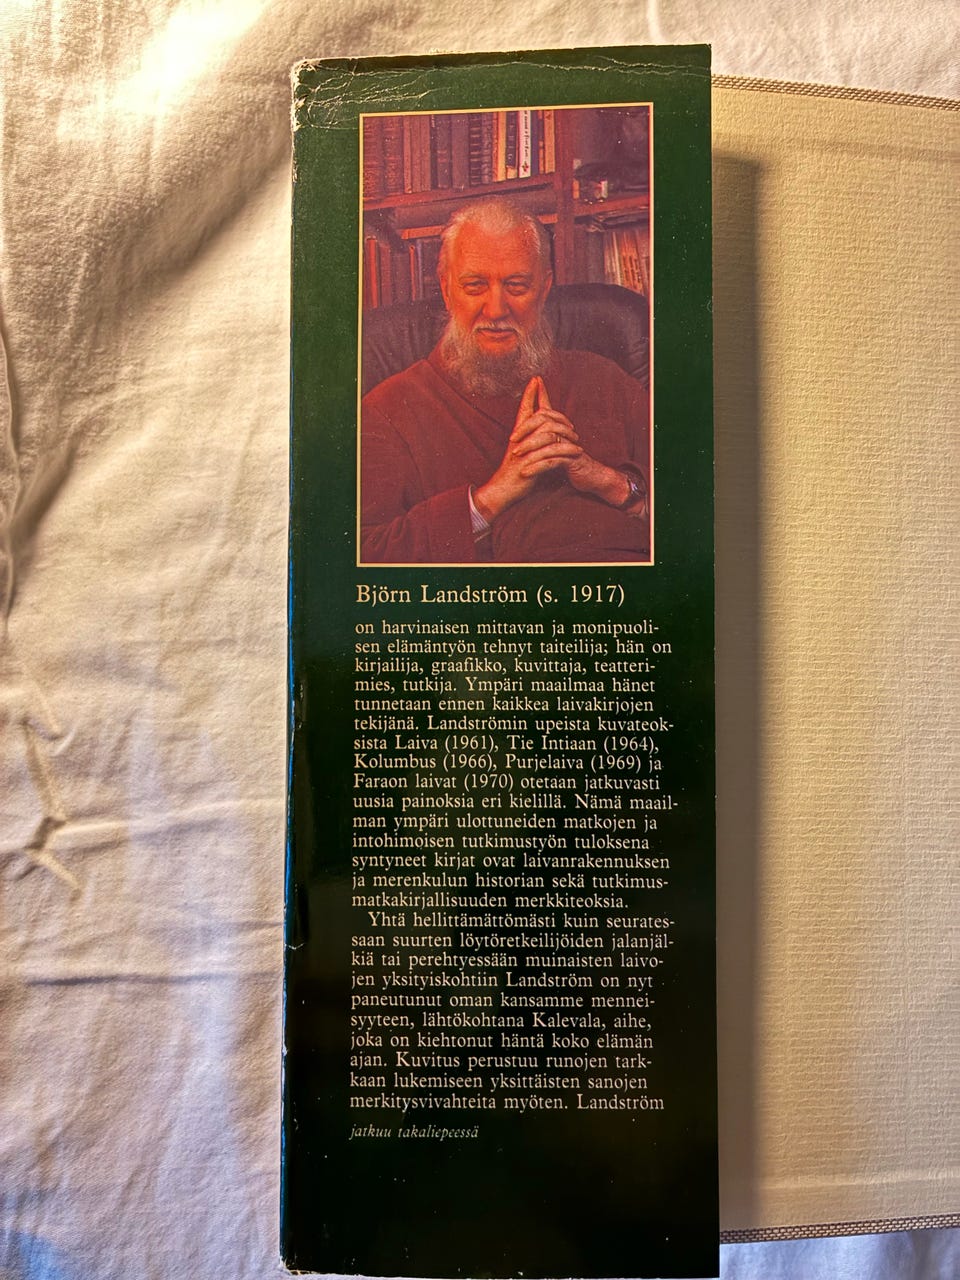 Björn Landström (s. 1917)
on harvinaisen mittavan ja monipuoli-
sen elämäntyön tehnyt taiteilija; hän on
kirjailija, graafikko, kuvittaja, teatteri-
mies, tutkija. Ympäri maailmaa hänet
tunnetaan ennen kaikkea laivakirjojen
tekijänä. Landströmin upeista kuvateok-
sista Laiva (1961), Tie Intiaan (1964),
Kolumbus (1966), Purjelaiva (1969) ja
Faraon laivat (1970) otetaan jatkuvasti
uusia painoksia eri kielillä. Nämä maail-
man ympäri ulottuneiden matkojen ja
intohimoisen tutkimustyön tuloksena
syntyneet kirjat ovat laivanrakennuksen
ja merenkulun historian sekä tutkimus-
matkakirjallisuuden merkkiteoksia.
Yhtä hellittämättömästi kuin seurates-
saan suurten löytöretkeilijöiden jalanjäl-
kiä tai perehtyessään muinaisten laivo-
jen yksityiskohtiin Landström on nyt
paneutunut oman kansamme mennei-
syyteen, lähtökohtana Kalevala, aihe,
joka on kiehtonut häntä koko elämän
ajan. Kuvitus perustuu runojen tark-
kaan lukemiseen yksittäisten sanojen
merkitysvivahteita myöten. Landström
jatkuu takaliepeessä